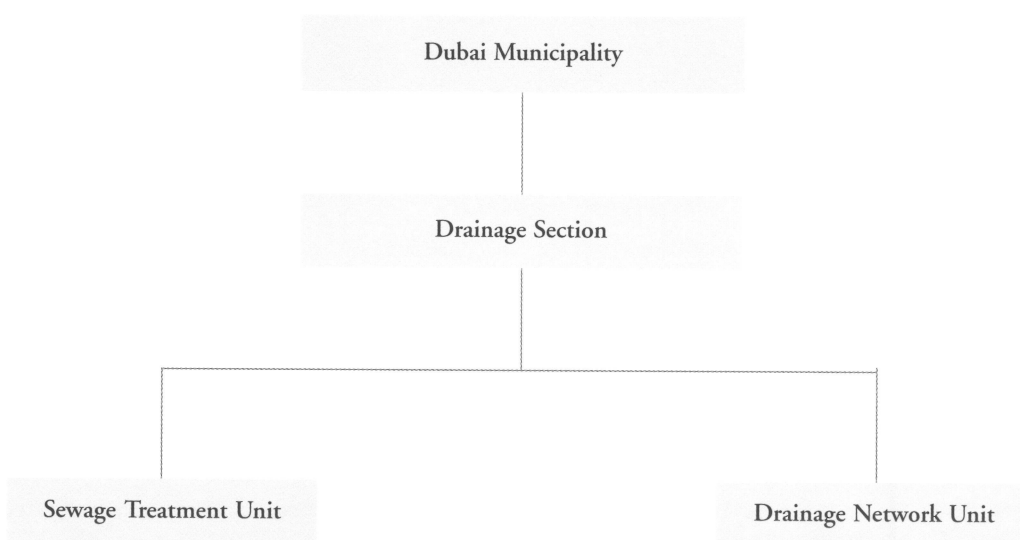 Dubai Municipality
Drainage Section
Sewage Treatment Unit
Drainage Network Unit